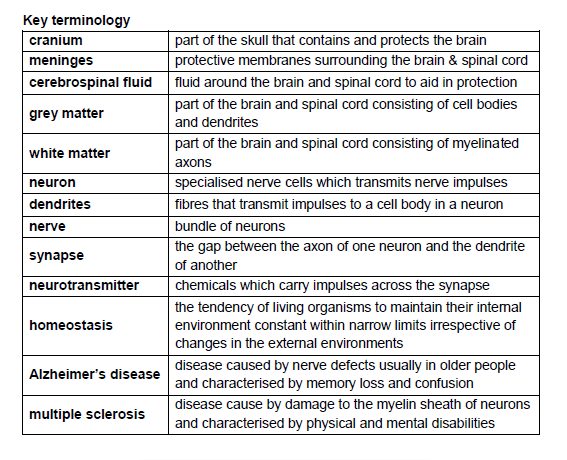 Key terminology
cranium part of the skull that contains and protects the brain
meninges protective membranes surrounding the brain & spinal cord
cerebrospinal fluid fluid around the brain and spinal cord to aid in protection
grey matter part of the brain and spinal cord consisting of cell bodies
and dendrites
white matter part of the brain and spinal cord consisting of myelinated
axons
neuron specialised nerve cells which transmits nerve impulses
dendrites fibres that transmit impulses to a cell body in a neuron
nerve bundle of neurons
synapse the gap between the axon of one neuron and the dendrite
of another
neurotransmitter chemicals which carry impulses across the synapse
homeostasis the tendency of living organisms to maintain their internal
environment constant within narrow limits irrespective of
changes in the external environments
Alzheimer's disease disease caused by nerve defects usually in older people
and characterised by memory loss and confusion
multiple sclerosis disease cause by damage to the myelin sheath of neurons
and characterised by physical and mental disabilities